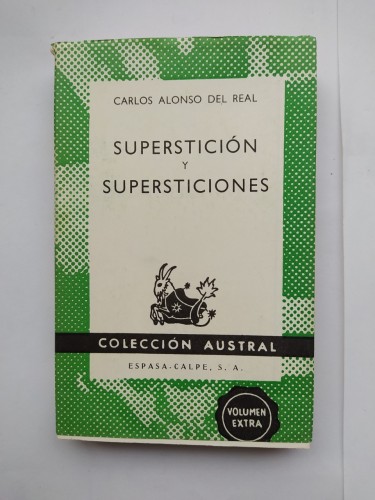 CARLOS ALONSO DEL REAL
SUPERSTICIÓN
Y
SUPERSTICIONES
COLECCIÓN AUSTRAL
ESPASA-CALPE, S. A.
VOLUMEN
EXTRA